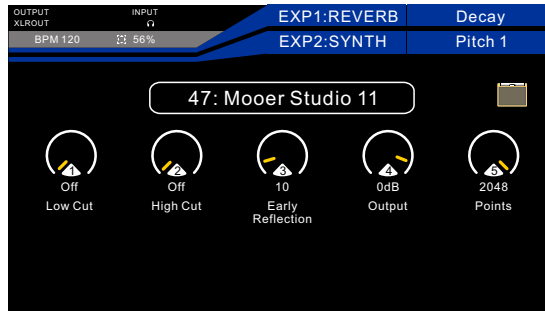 OUTPUT INPUT
XLROUT
BPM 120 56%
EXP1:REVERB Decay
EXP2:SYNTH Pitch 1
47: Mooer Studio 11
1 2 3 4 5
Off Off 10 0dB 2048
Low Cut High Cut Early Output Points
Reflection